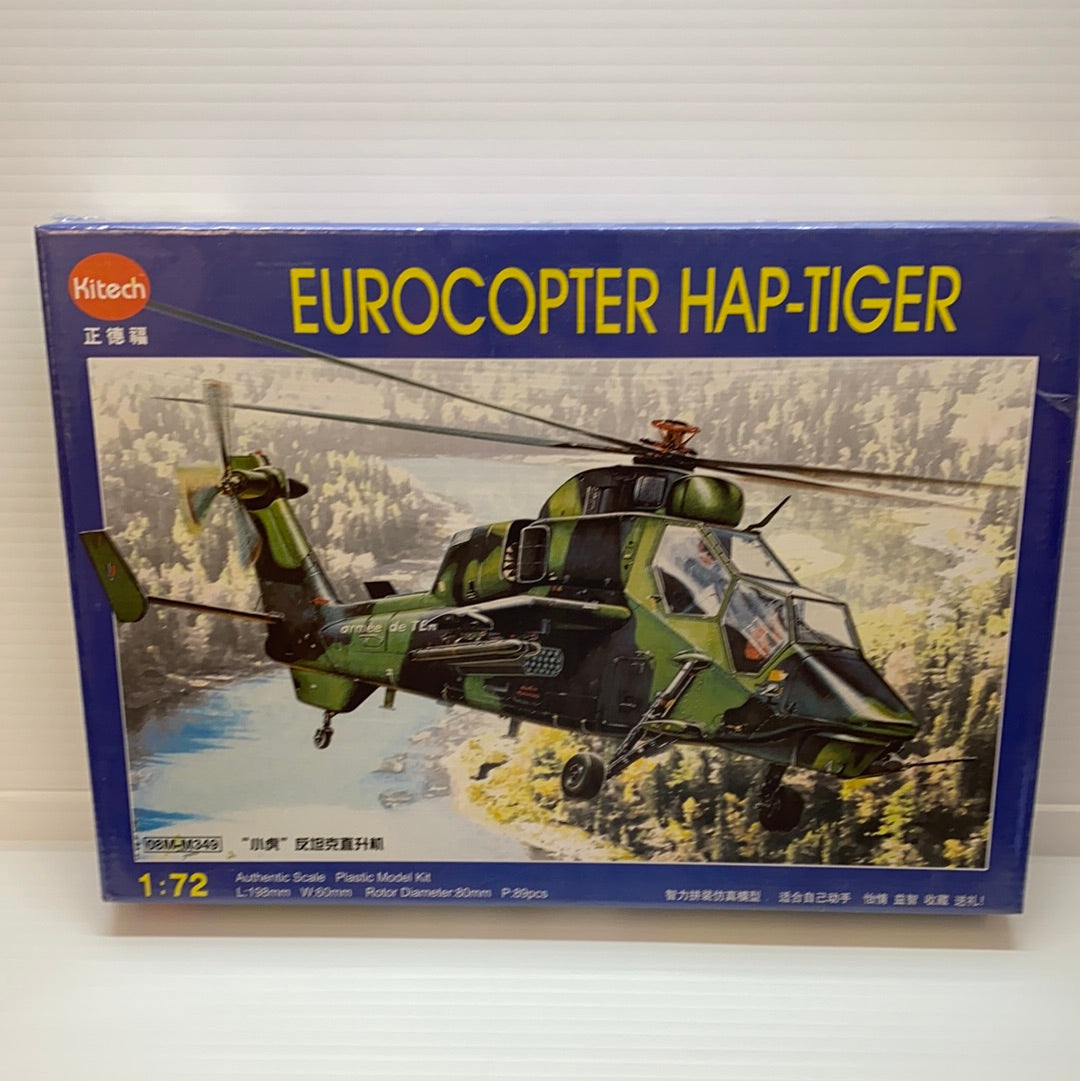 Kitech
正德福
EUROCOPTER HAP-TIGER
armée de TE
08M-M349
"小虎" 反坦克直升机
1:72
Authentic Scale Plastic Model Kit
L:198mm W:60mm Rotor Diameter:80mm P:89pcs
智力拼装仿真模型 适合自己动手 怡情 益智 收藏 送礼!